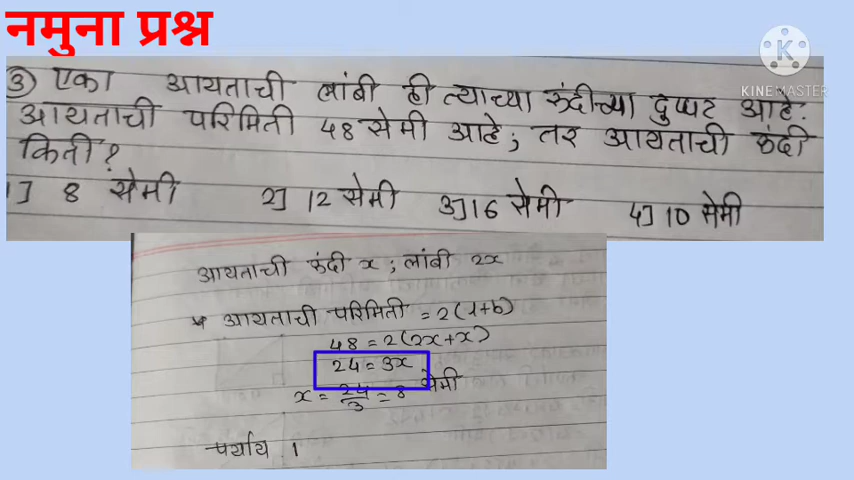 नमुना प्रश्न
KINEMASTER
③ एका आयताची लांबी ही त्याच्या रुंदीच्या दुप्पट आहे.
आयताची परिमिती 48 सेमी आहे; तर आयताची रुंदी
किती?
1] 8 सेमी 2] 12 सेमी 3] 16 सेमी 4] 10 सेमी
आयताची रुंदी x ; लांबी 2x
* आयताची परिमिती = 2(l+b)
48 = 2(2x+x)
24 = 3x
x = 24/3 = 8 सेमी
पर्याय 1